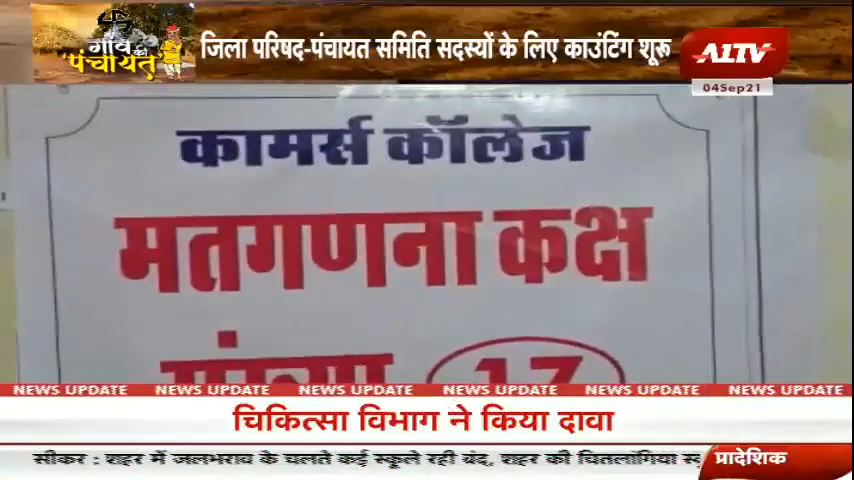 गाँव की
पंचायत
जिला परिषद-पंचायत समिति सदस्यों के लिए काउंटिंग शुरू
A1TV
04Sep21
कामर्स कॉलेज
मतगणना कक्ष
संख्या 17
NEWS UPDATE NEWS UPDATE NEWS UPDATE NEWS UPDATE NEWS UPDATE NEWS UPDATE
चिकित्सा विभाग ने किया दावा
सीकर : शहर में जलभराव के चलते कई स्कूले रही बंद, शहर की चितलांगिया
प्रादेशिक